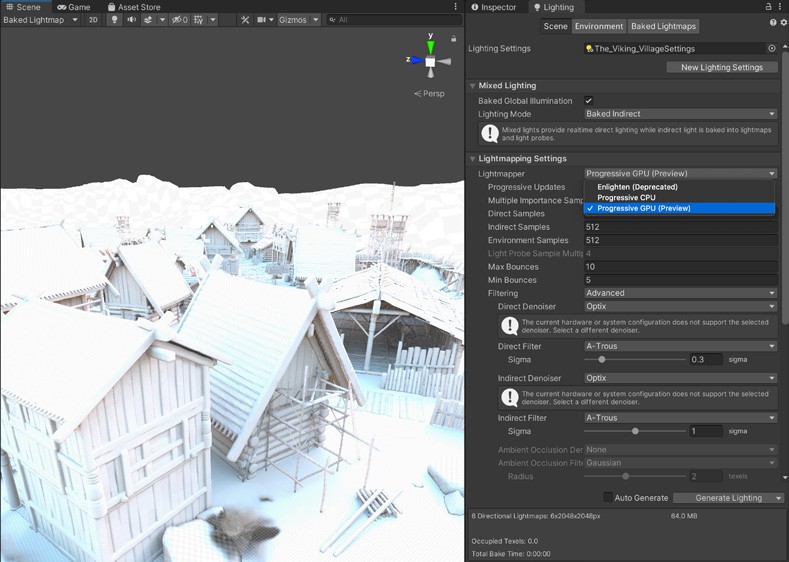 Scene Game Asset Store
Baked Lightmap 2D 0 Gizmos All
y
z
Persp
Inspector Lighting
Scene Environment Baked Lightmaps
Lighting Settings The_Viking_VillageSettings
New Lighting Settings
Mixed Lighting
Baked Global Illumination
Lighting Mode Baked Indirect
Mixed lights provide realtime direct lighting while indirect light is baked into lightmaps
and light probes.
Lightmapping Settings
Lightmapper Progressive GPU (Preview)
Progressive Updates
Enlighten (Deprecated)
Multiple Importance Samp
Progressive CPU
Direct Samples
Progressive GPU (Preview)
Indirect Samples 512
Environment Samples 512
Light Probe Sample Multip 4
Max Bounces 10
Min Bounces 5
Filtering Advanced
Direct Denoiser Optix
The current hardware or system configuration does not support the selected
denoiser. Select a different denoiser.
Direct Filter A-Trous
Sigma 0.3 sigma
Indirect Denoiser Optix
The current hardware or system configuration does not support the selected
denoiser. Select a different denoiser.
Indirect Filter A-Trous
Sigma 1 sigma
Ambient Occlusion Den None
Ambient Occlusion Filte Gaussian
Radius 2 texels
Auto Generate Generate Lighting
6 Directional Lightmaps: 6x2048x2048px 64.0 MB
Occupied Texels: 0.0
Total Bake Time: 0:00:00